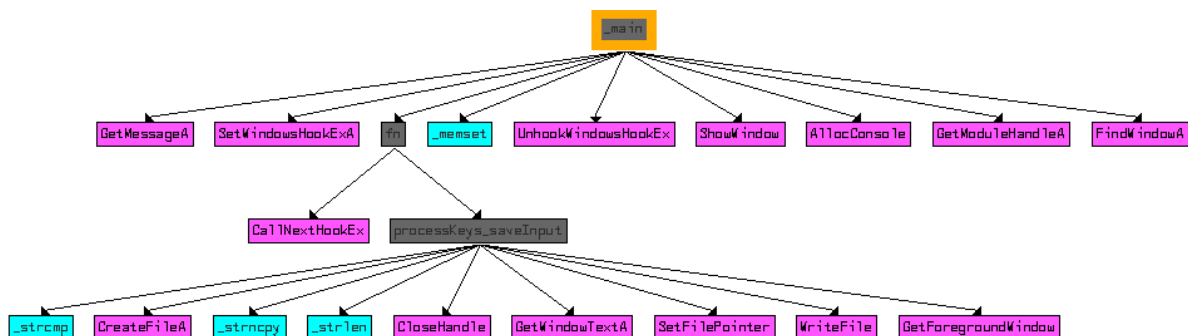 _main
GetMessageA SetWindowsHookExA fn _memset UnhookWindowsHookEx ShowWindow AllocConsole GetModuleHandleA FindWindowA
CallNextHookEx processKeys_saveInput
_strcmp CreateFileA _strncpy _strlen CloseHandle GetWindowTextA SetFilePointer WriteFile GetForegroundWindow